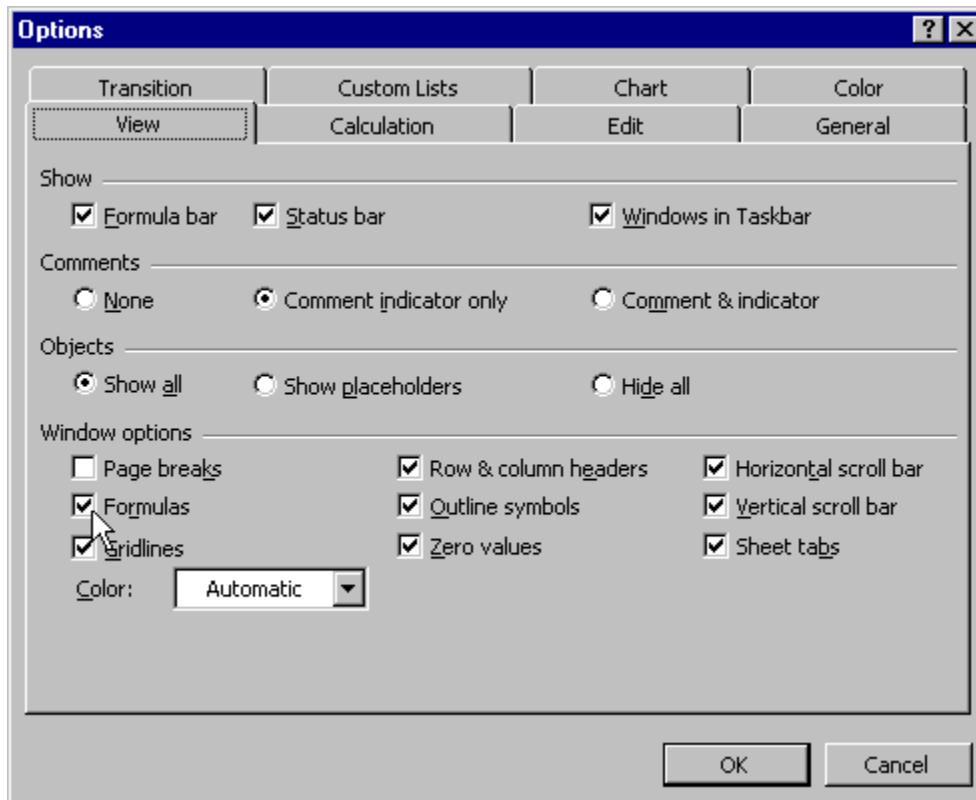 Options
Transition Custom Lists Chart Color
View Calculation Edit General
Show
Formula bar Status bar Windows in Taskbar
Comments
None Comment indicator only Comment & indicator
Objects
Show all Show placeholders Hide all
Window options
Page breaks Row & column headers Horizontal scroll bar
Formulas Outline symbols Vertical scroll bar
Gridlines Zero values Sheet tabs
Color: Automatic
OK Cancel